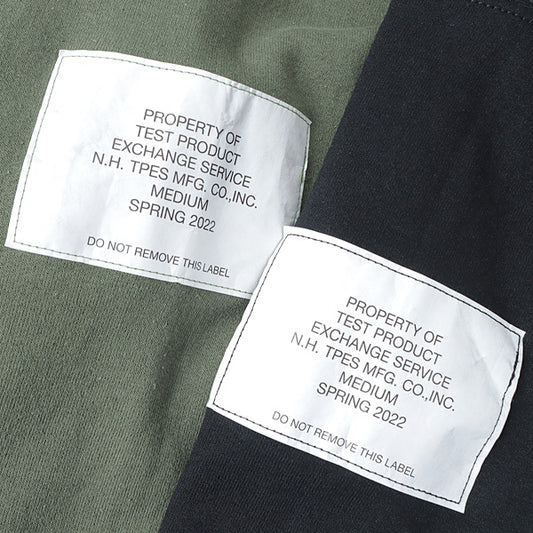 PROPERTY OF
TEST PRODUCT
EXCHANGE SERVICE
N.H. TPES MFG. CO.,INC.
MEDIUM
SPRING 2022
DO NOT REMOVE THIS LABEL
PROPERTY OF
TEST PRODUCT
EXCHANGE SERVICE
N.H. TPES MFG. CO.,INC.
MEDIUM
SPRING 2022
DO NOT REMOVE THIS LABEL